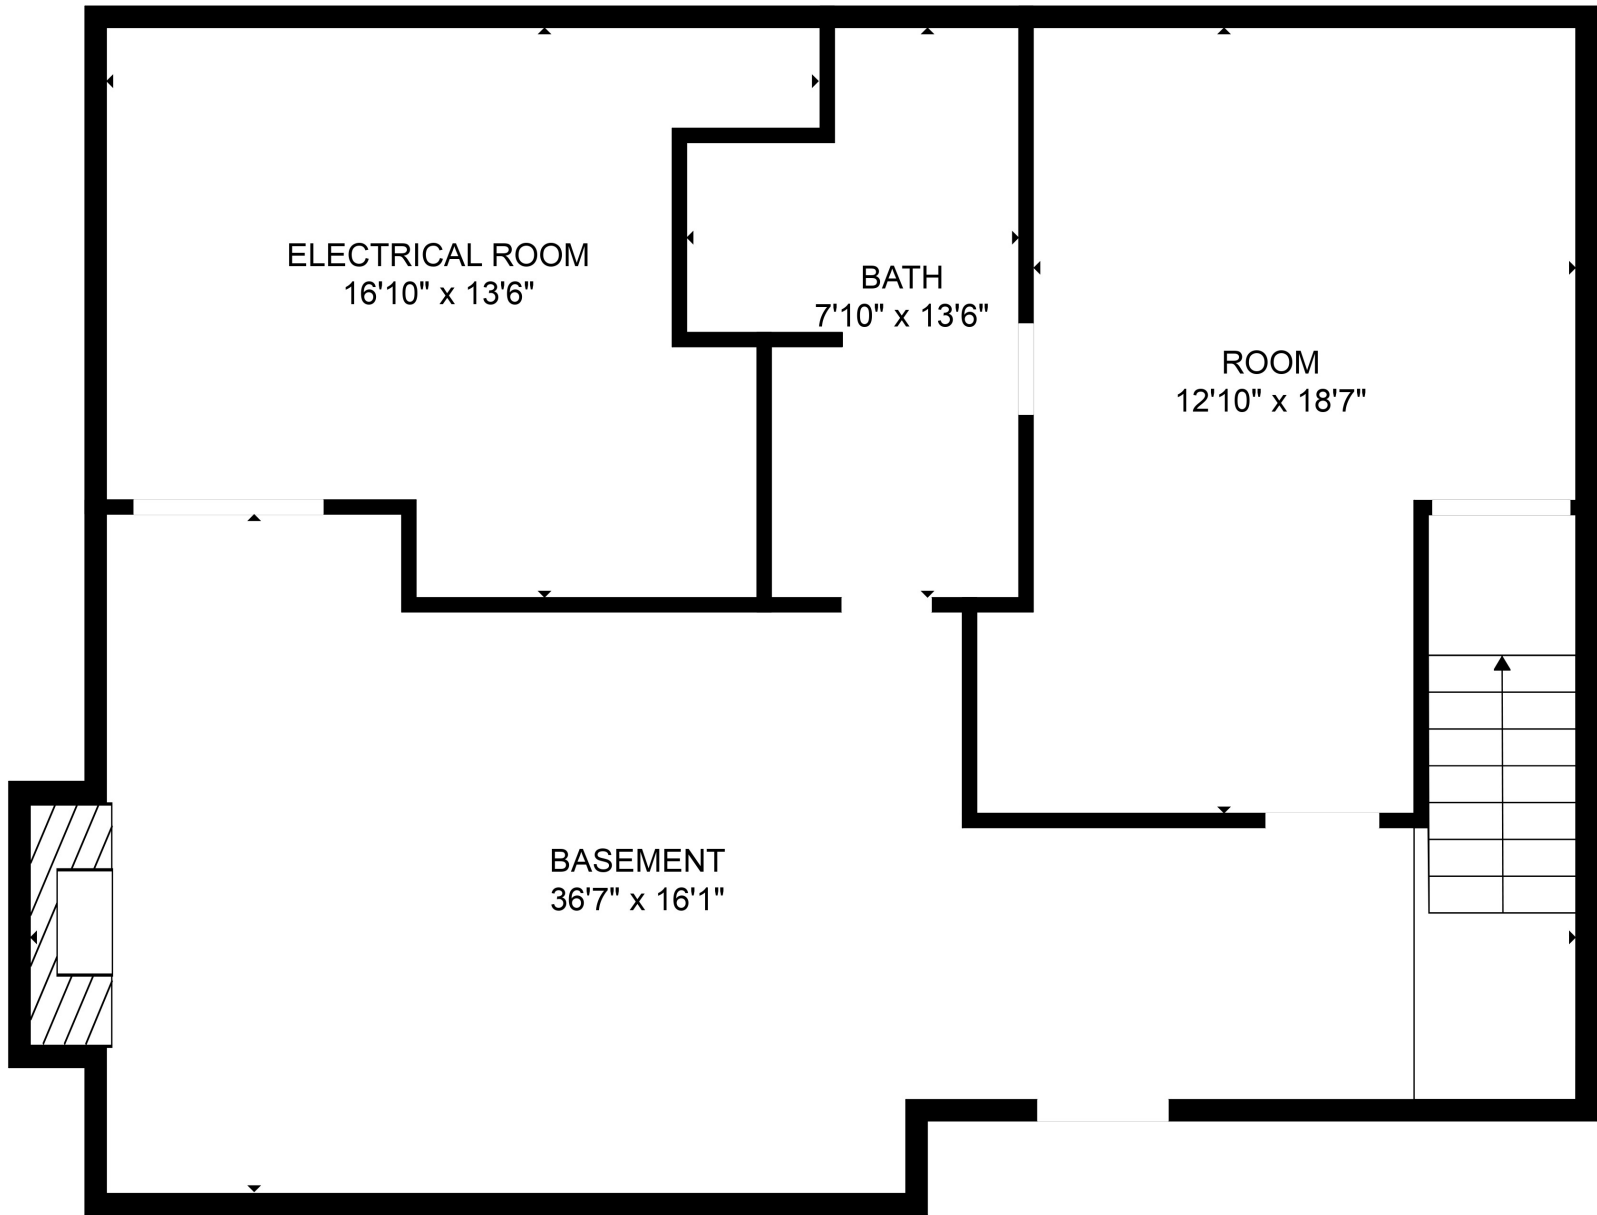 ELECTRICAL ROOM
16'10" x 13'6"
BATH
7'10" x 13'6"
ROOM
12'10" x 18'7"
BASEMENT
36'7" x 16'1"